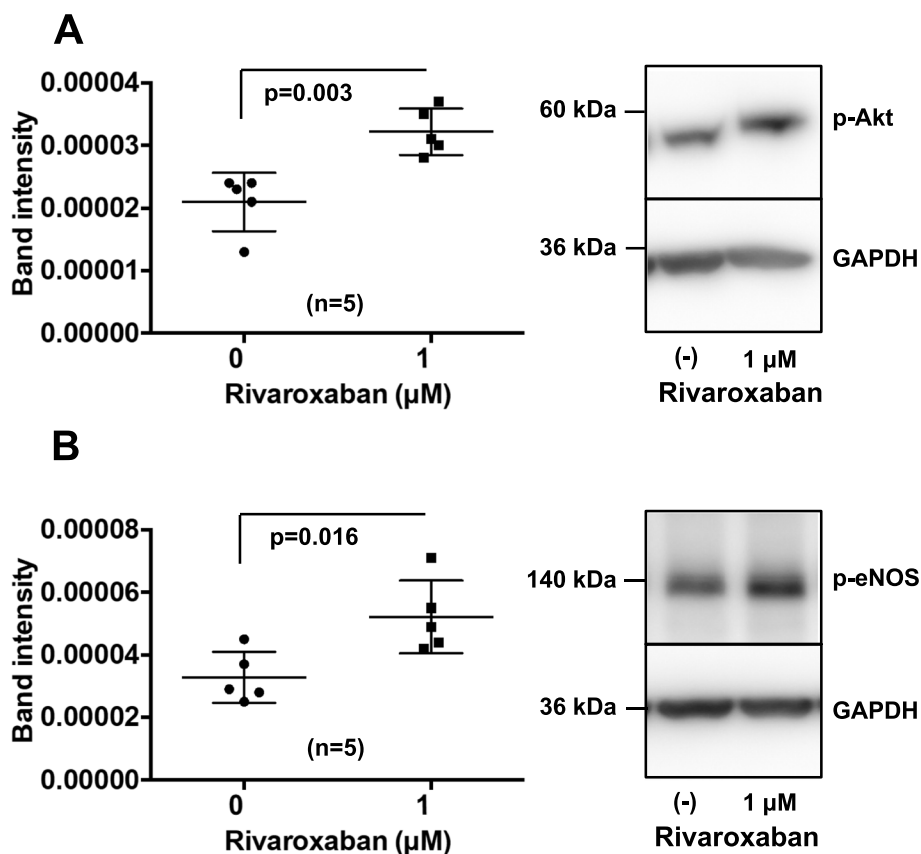 A
0.00004
0.00003
0.00002
0.00001
0.00000
Band intensity
p=0.003
(n=5)
0 1
Rivaroxaban (µM)
60 kDa
p-Akt
36 kDa
GAPDH
(-) 1 µM
Rivaroxaban
B
0.00008
0.00006
0.00004
0.00002
0.00000
Band intensity
p=0.016
(n=5)
0 1
Rivaroxaban (µM)
140 kDa
p-eNOS
36 kDa
GAPDH
(-) 1 µM
Rivaroxaban